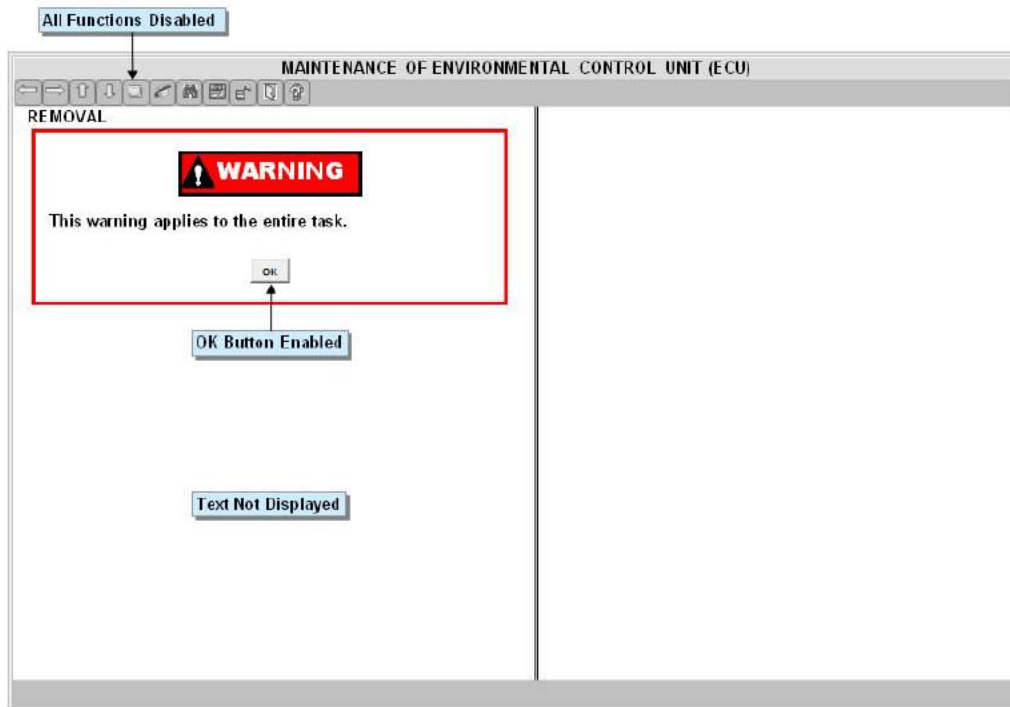 All Functions Disabled
MAINTENANCE OF ENVIRONMENTAL CONTROL UNIT (ECU)
REMOVAL
WARNING
This warning applies to the entire task.
OK
OK Button Enabled
Text Not Displayed